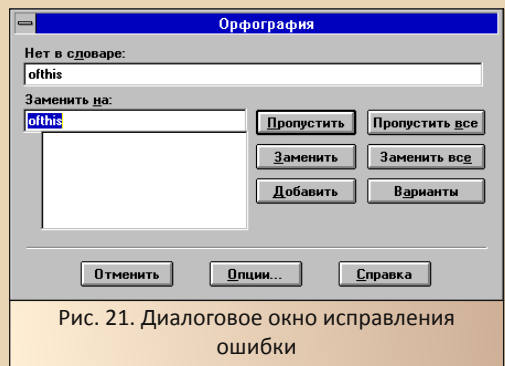 Орфография
Нет в словаре:
ofthis
Заменить на:
ofthis
Пропустить Пропустить все
Заменить Заменить все
Добавить Варианты
Отменить Опции... Справка
Рис. 21. Диалоговое окно исправления
ошибки